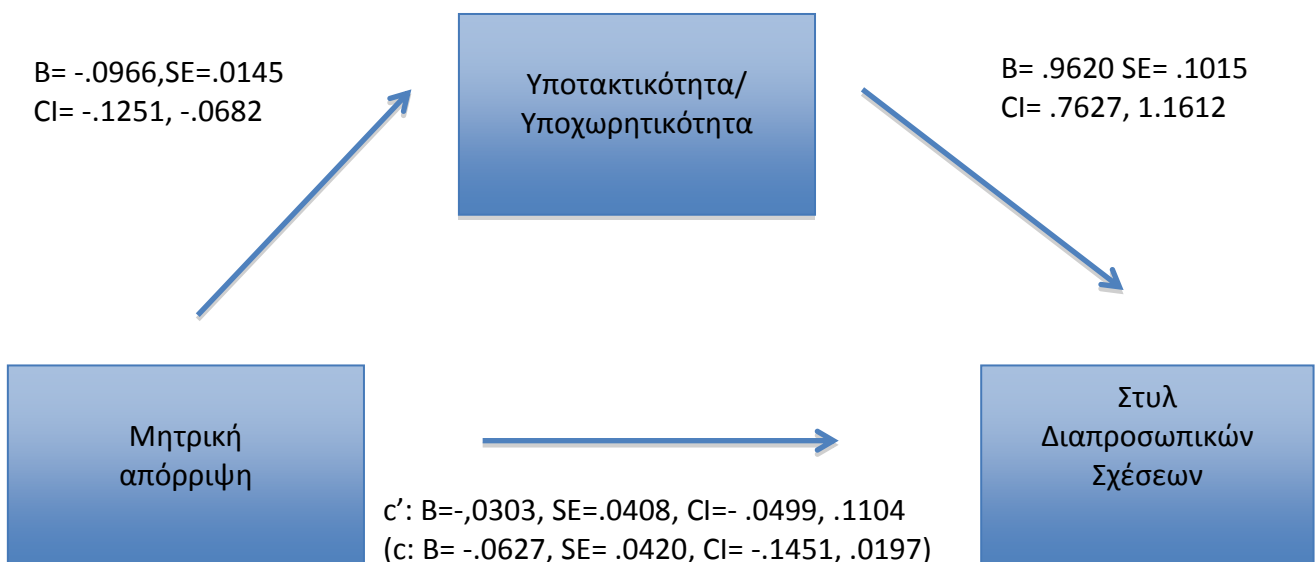 B= -.0966,SE=.0145
CI= -.1251, -.0682
Υποτακτικότητα/
Υποχωρητικότητα
B= .9620 SE= .1015
CI= .7627, 1.1612
Μητρική
απόρριψη
Στυλ
Διαπροσωπικών
Σχέσεων
c’: B=-,0303, SE=.0408, CI=- .0499, .1104
(c: B= -.0627, SE= .0420, CI= -.1451, .0197)